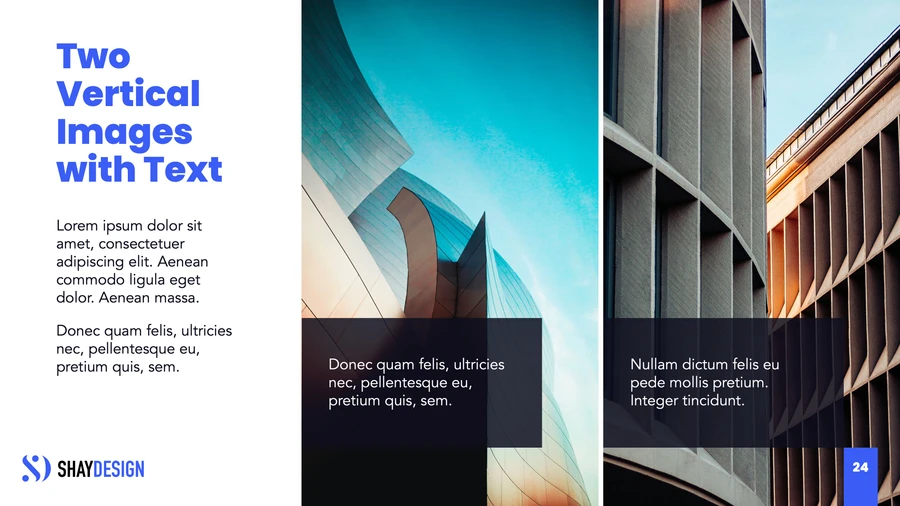 Two
Vertical
Images
with Text
Lorem ipsum dolor sit
amet, consectetuer
adipiscing elit. Aenean
commodo ligula eget
dolor. Aenean massa.
Donec quam felis, ultricies
nec, pellentesque eu,
pretium quis, sem.
Donec quam felis, ultricies
nec, pellentesque eu,
pretium quis, sem.
Nullam dictum felis eu
pede mollis pretium.
Integer tincidunt.
SHAYDESIGN
24